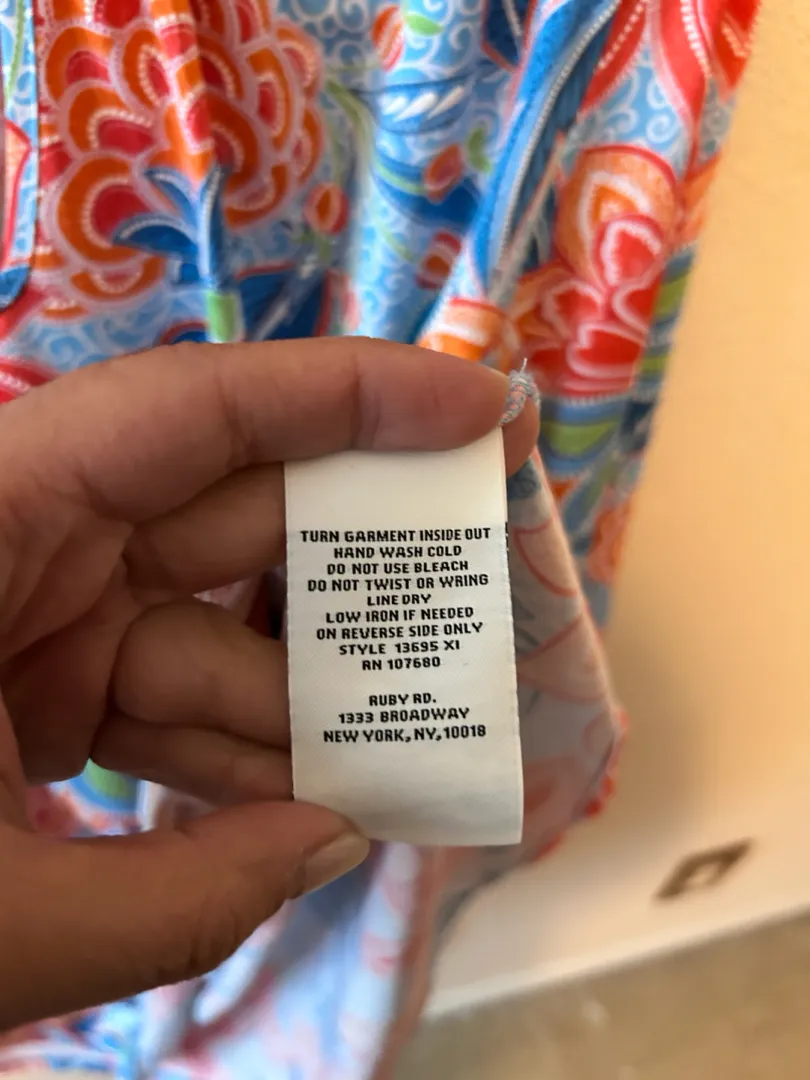 TURN GARMENT INSIDE OUT
HAND WASH COLD
DO NOT USE BLEACH
DO NOT TWIST OR WRING
LINE DRY
LOW IRON IF NEEDED
ON REVERSE SIDE ONLY
STYLE 13695 XI
RN 107680
RUBY RD.
1333 BROADWAY
NEW YORK, NY, 10018